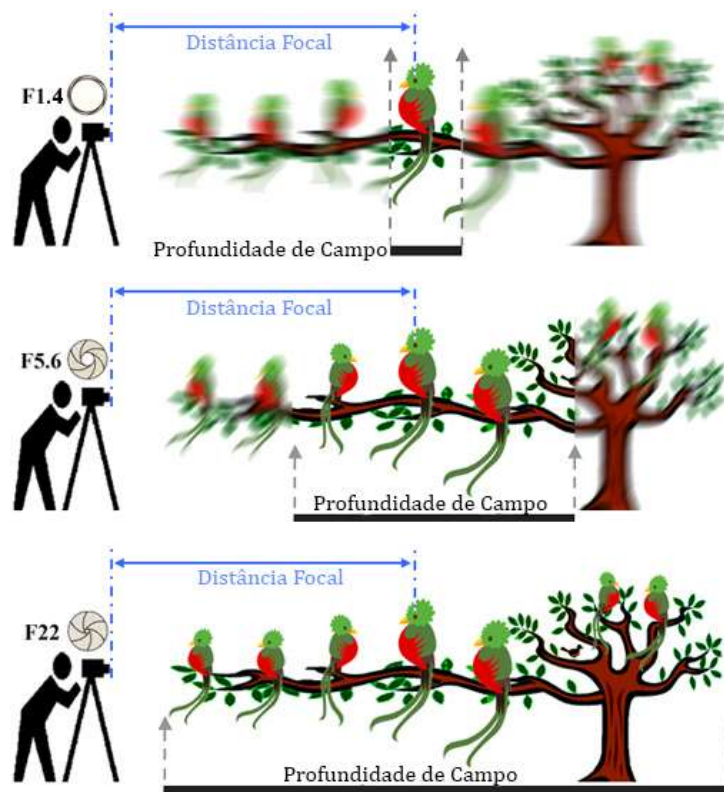 Distância Focal
F1.4
Profundidade de Campo
Distância Focal
F5.6
Profundidade de Campo
Distância Focal
F22
Profundidade de Campo